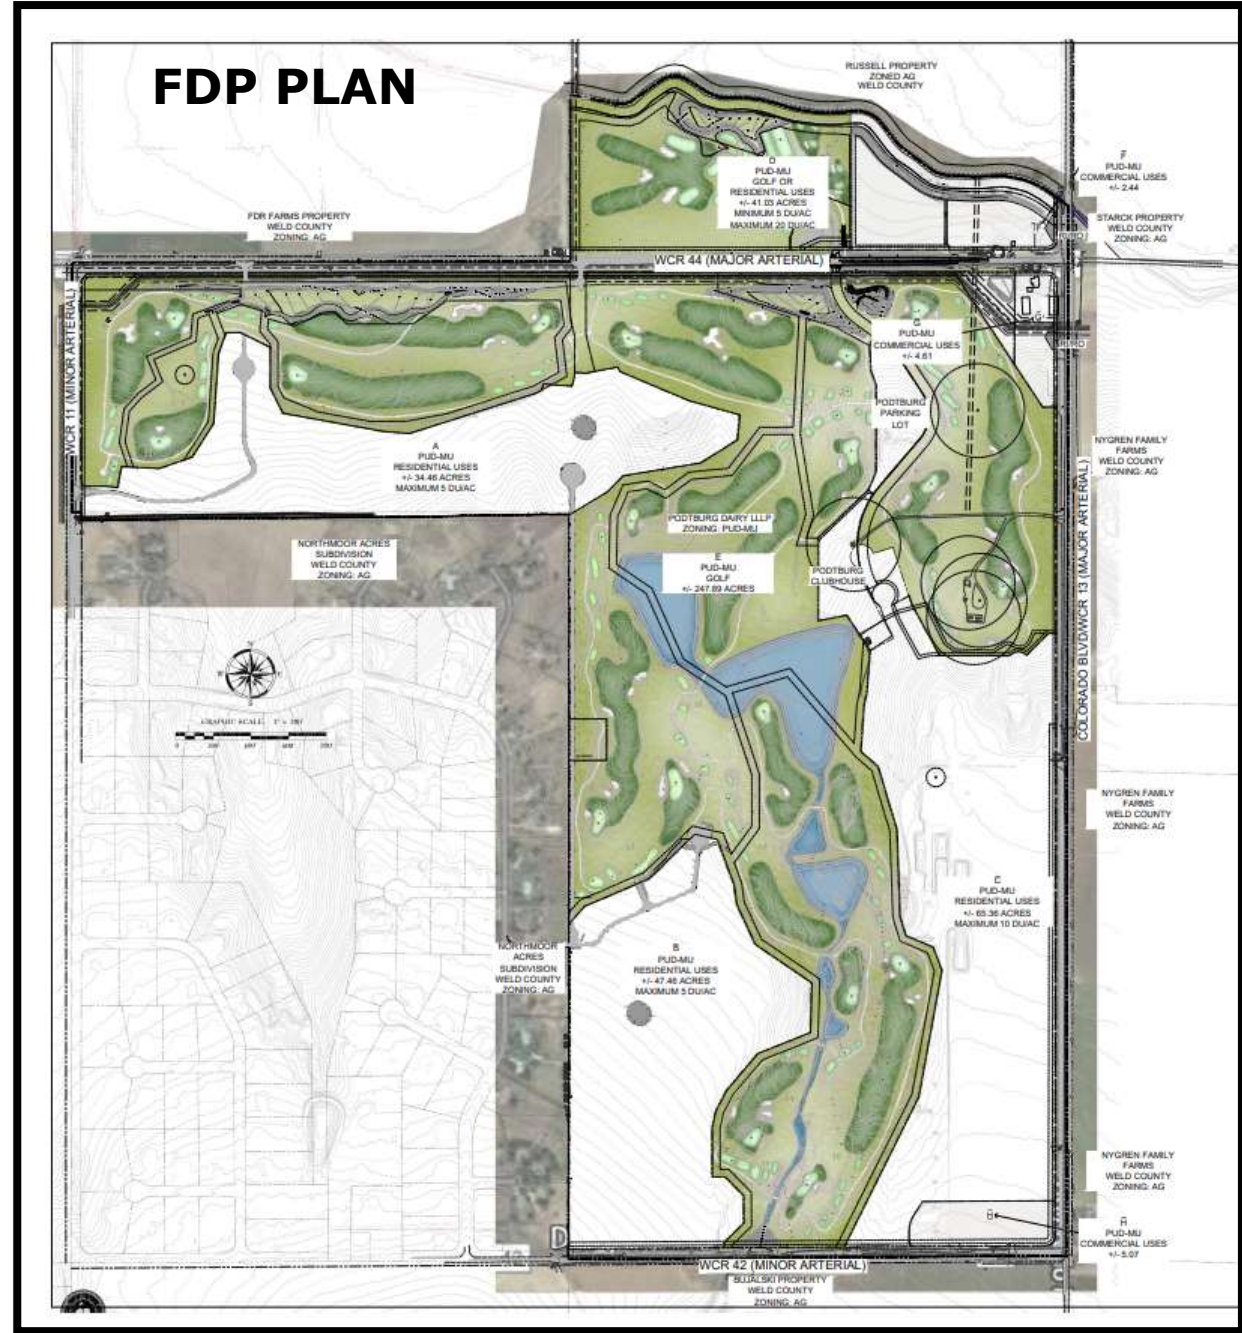 FDP PLAN
RUSSELL PROPERTY
ZONED AG
WELD COUNTY
F
PUD-MU
COMMERCIAL USES
+/- 2.44
D
PUD-MU
GOLF OR
RESIDENTIAL USES
+/- 41.03 ACRES
MINIMUM 5 DU/AC
MAXIMUM 20 DU/AC
FDR FARMS PROPERTY
WELD COUNTY
ZONING: AG
STARCK PROPERTY
WELD COUNTY
ZONING: AG
WCR 44 (MAJOR ARTERIAL)
WCR 11 (MINOR ARTERIAL)
G
PUD-MU
COMMERCIAL USES
+/- 4.61
PODTBURG
PARKING
LOT
A
PUD-MU
RESIDENTIAL USES
+/- 34.46 ACRES
MAXIMUM 5 DU/AC
NYGREN FAMILY
FARMS
WELD COUNTY
ZONING: AG
COLORADO BLVD/WCR 13 (MAJOR ARTERIAL)
PODTBURG DAIRY LLLP
ZONING: PUD-MU
NORTHMOOR ACRES
SUBDIVISION
WELD COUNTY
ZONING: AG
E
PUD-MU
GOLF
+/- 247.89 ACRES
PODTBURG
CLUBHOUSE
N
E
S
GRAPHIC SCALE
NYGREN FAMILY
FARMS
WELD COUNTY
ZONING: AG
C
PUD-MU
RESIDENTIAL USES
+/- 65.36 ACRES
MAXIMUM 10 DU/AC
NORTHMOOR
ACRES
SUBDIVISION
WELD COUNTY
ZONING: AG
B
PUD-MU
RESIDENTIAL USES
+/- 47.46 ACRES
MAXIMUM 5 DU/AC
NYGREN FAMILY
FARMS
WELD COUNTY
ZONING: AG
H
PUD-MU
COMMERCIAL USES
+/- 5.07
WCR 42 (MINOR ARTERIAL)
BUJALSKI PROPERTY
WELD COUNTY
ZONING: AG